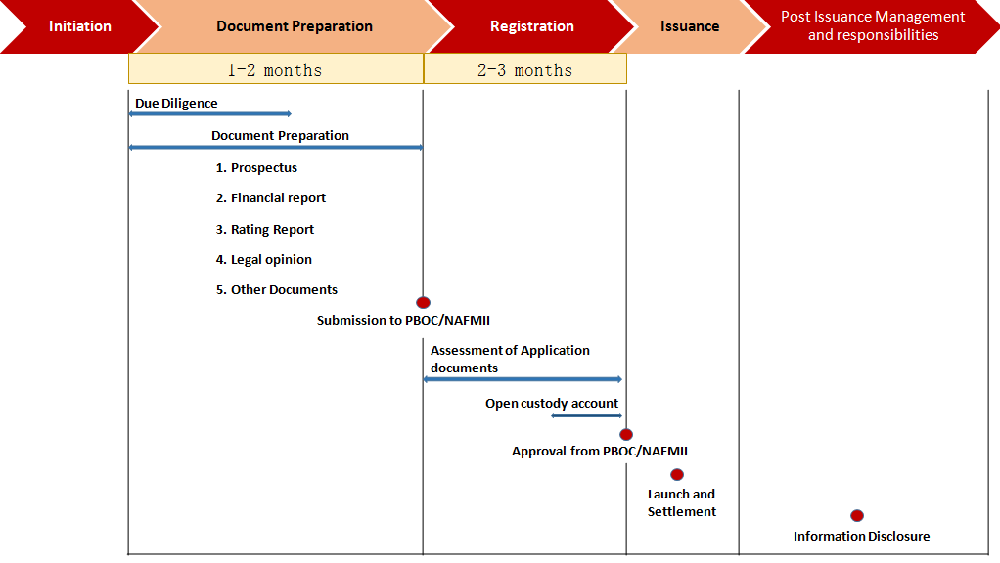 Initiation
Document Preparation
Registration
Issuance
Post Issuance Management
and responsibilities
1-2 months
2-3 months
Due Diligence
Document Preparation
1. Prospectus
2. Financial report
3. Rating Report
4. Legal opinion
5. Other Documents
Submission to PBOC/NAFMII
Assessment of Application
documents
Open custody account
Approval from PBOC/NAFMII
Launch and
Settlement
Information Disclosure